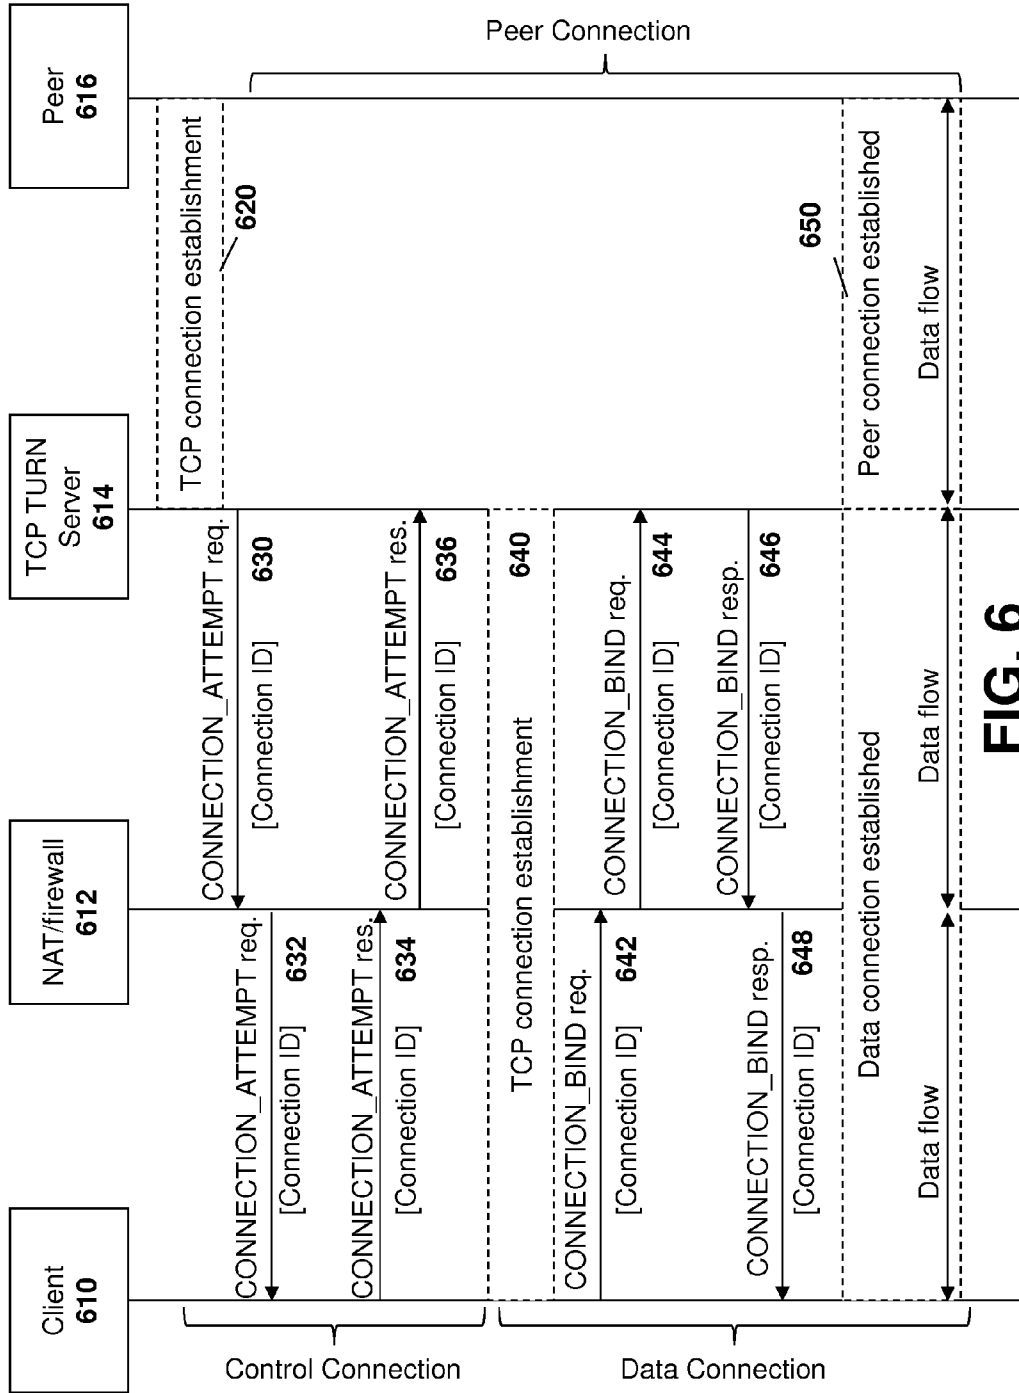 Client
610
NAT/firewall
612
TCP TURN
Server
614
Peer
616
TCP connection establishment
620
CONNECTION_ATTEMPT req.
630
[Connection ID]
CONNECTION_ATTEMPT req.
632
[Connection ID]
CONNECTION_ATTEMPT res.
634
[Connection ID]
CONNECTION_ATTEMPT res.
636
[Connection ID]
TCP connection establishment
640
CONNECTION_BIND req.
642
[Connection ID]
CONNECTION_BIND req.
644
[Connection ID]
CONNECTION_BIND resp.
646
[Connection ID]
CONNECTION_BIND resp.
648
[Connection ID]
650
Data connection established
Peer connection established
Data flow
Data flow
Data flow
Control Connection
Data Connection
Peer Connection
FIG. 6